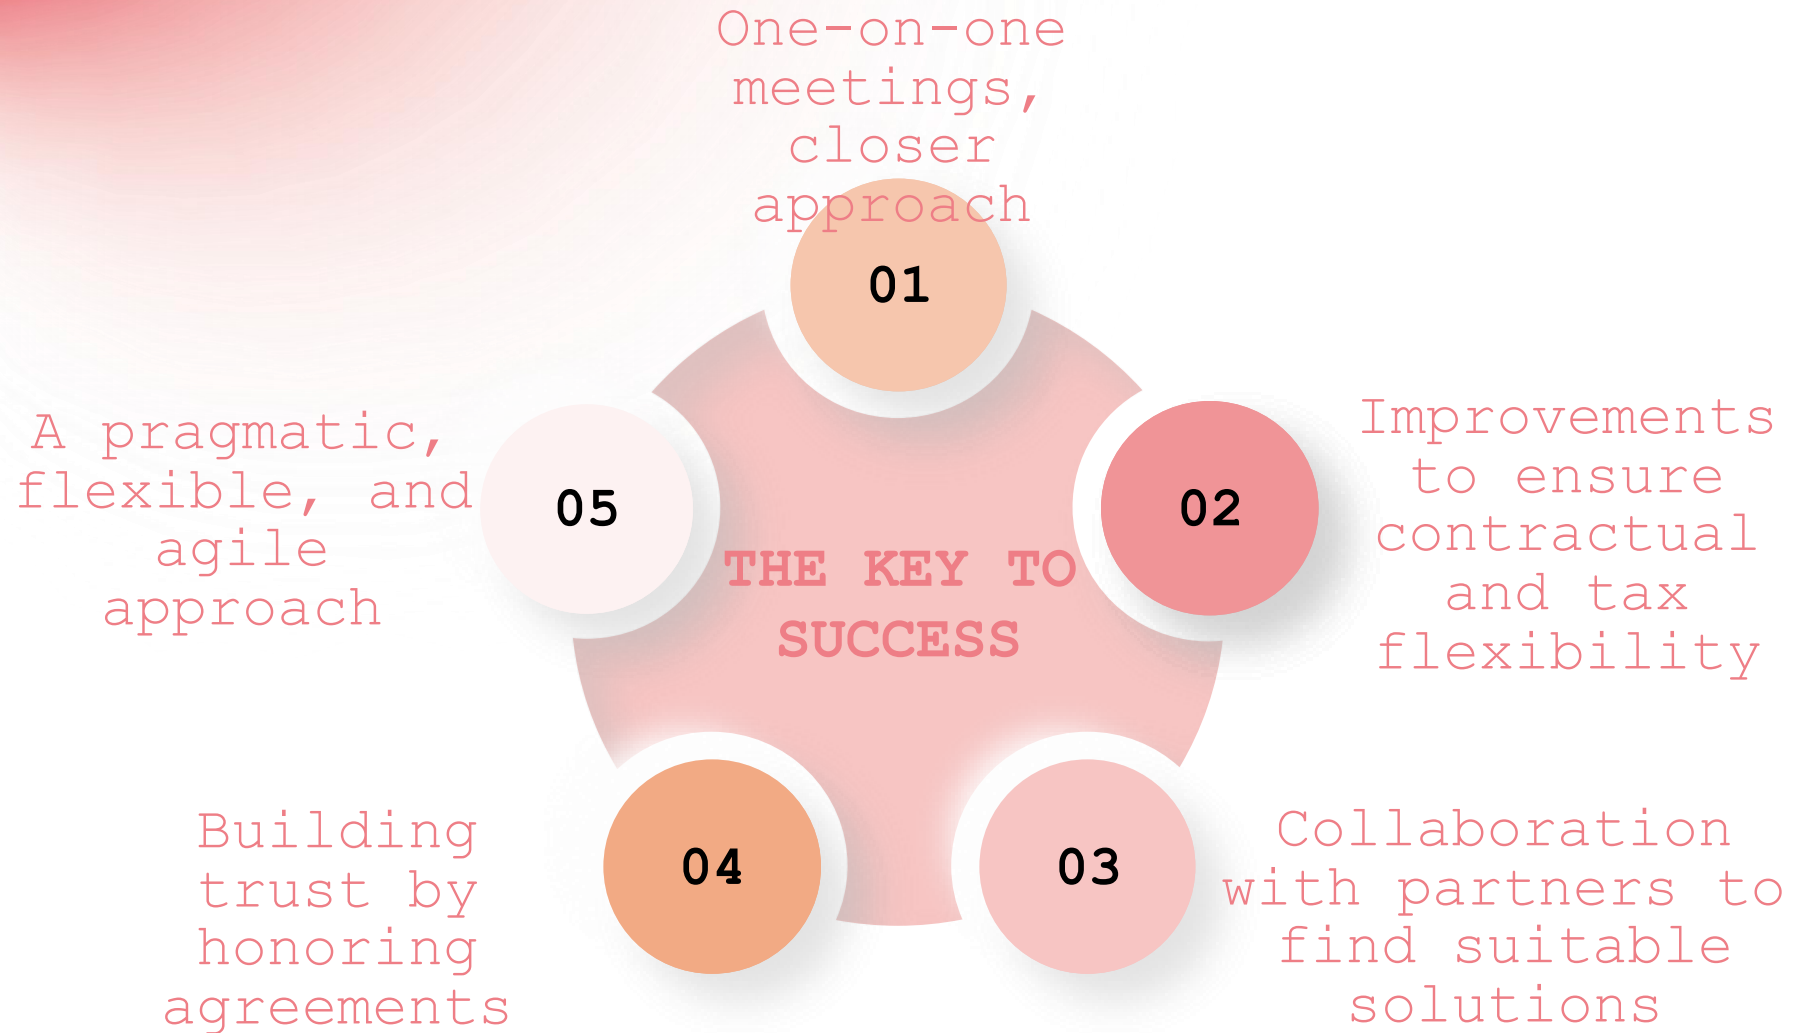 One-on-one
meetings,
closer
approach
01
Improvements
to ensure
contractual
and tax
flexibility
02
Collaboration
with partners to
find suitable
solutions
03
Building
trust by
honoring
agreements
04
A pragmatic,
flexible, and
agile
approach
05
THE KEY TO
SUCCESS